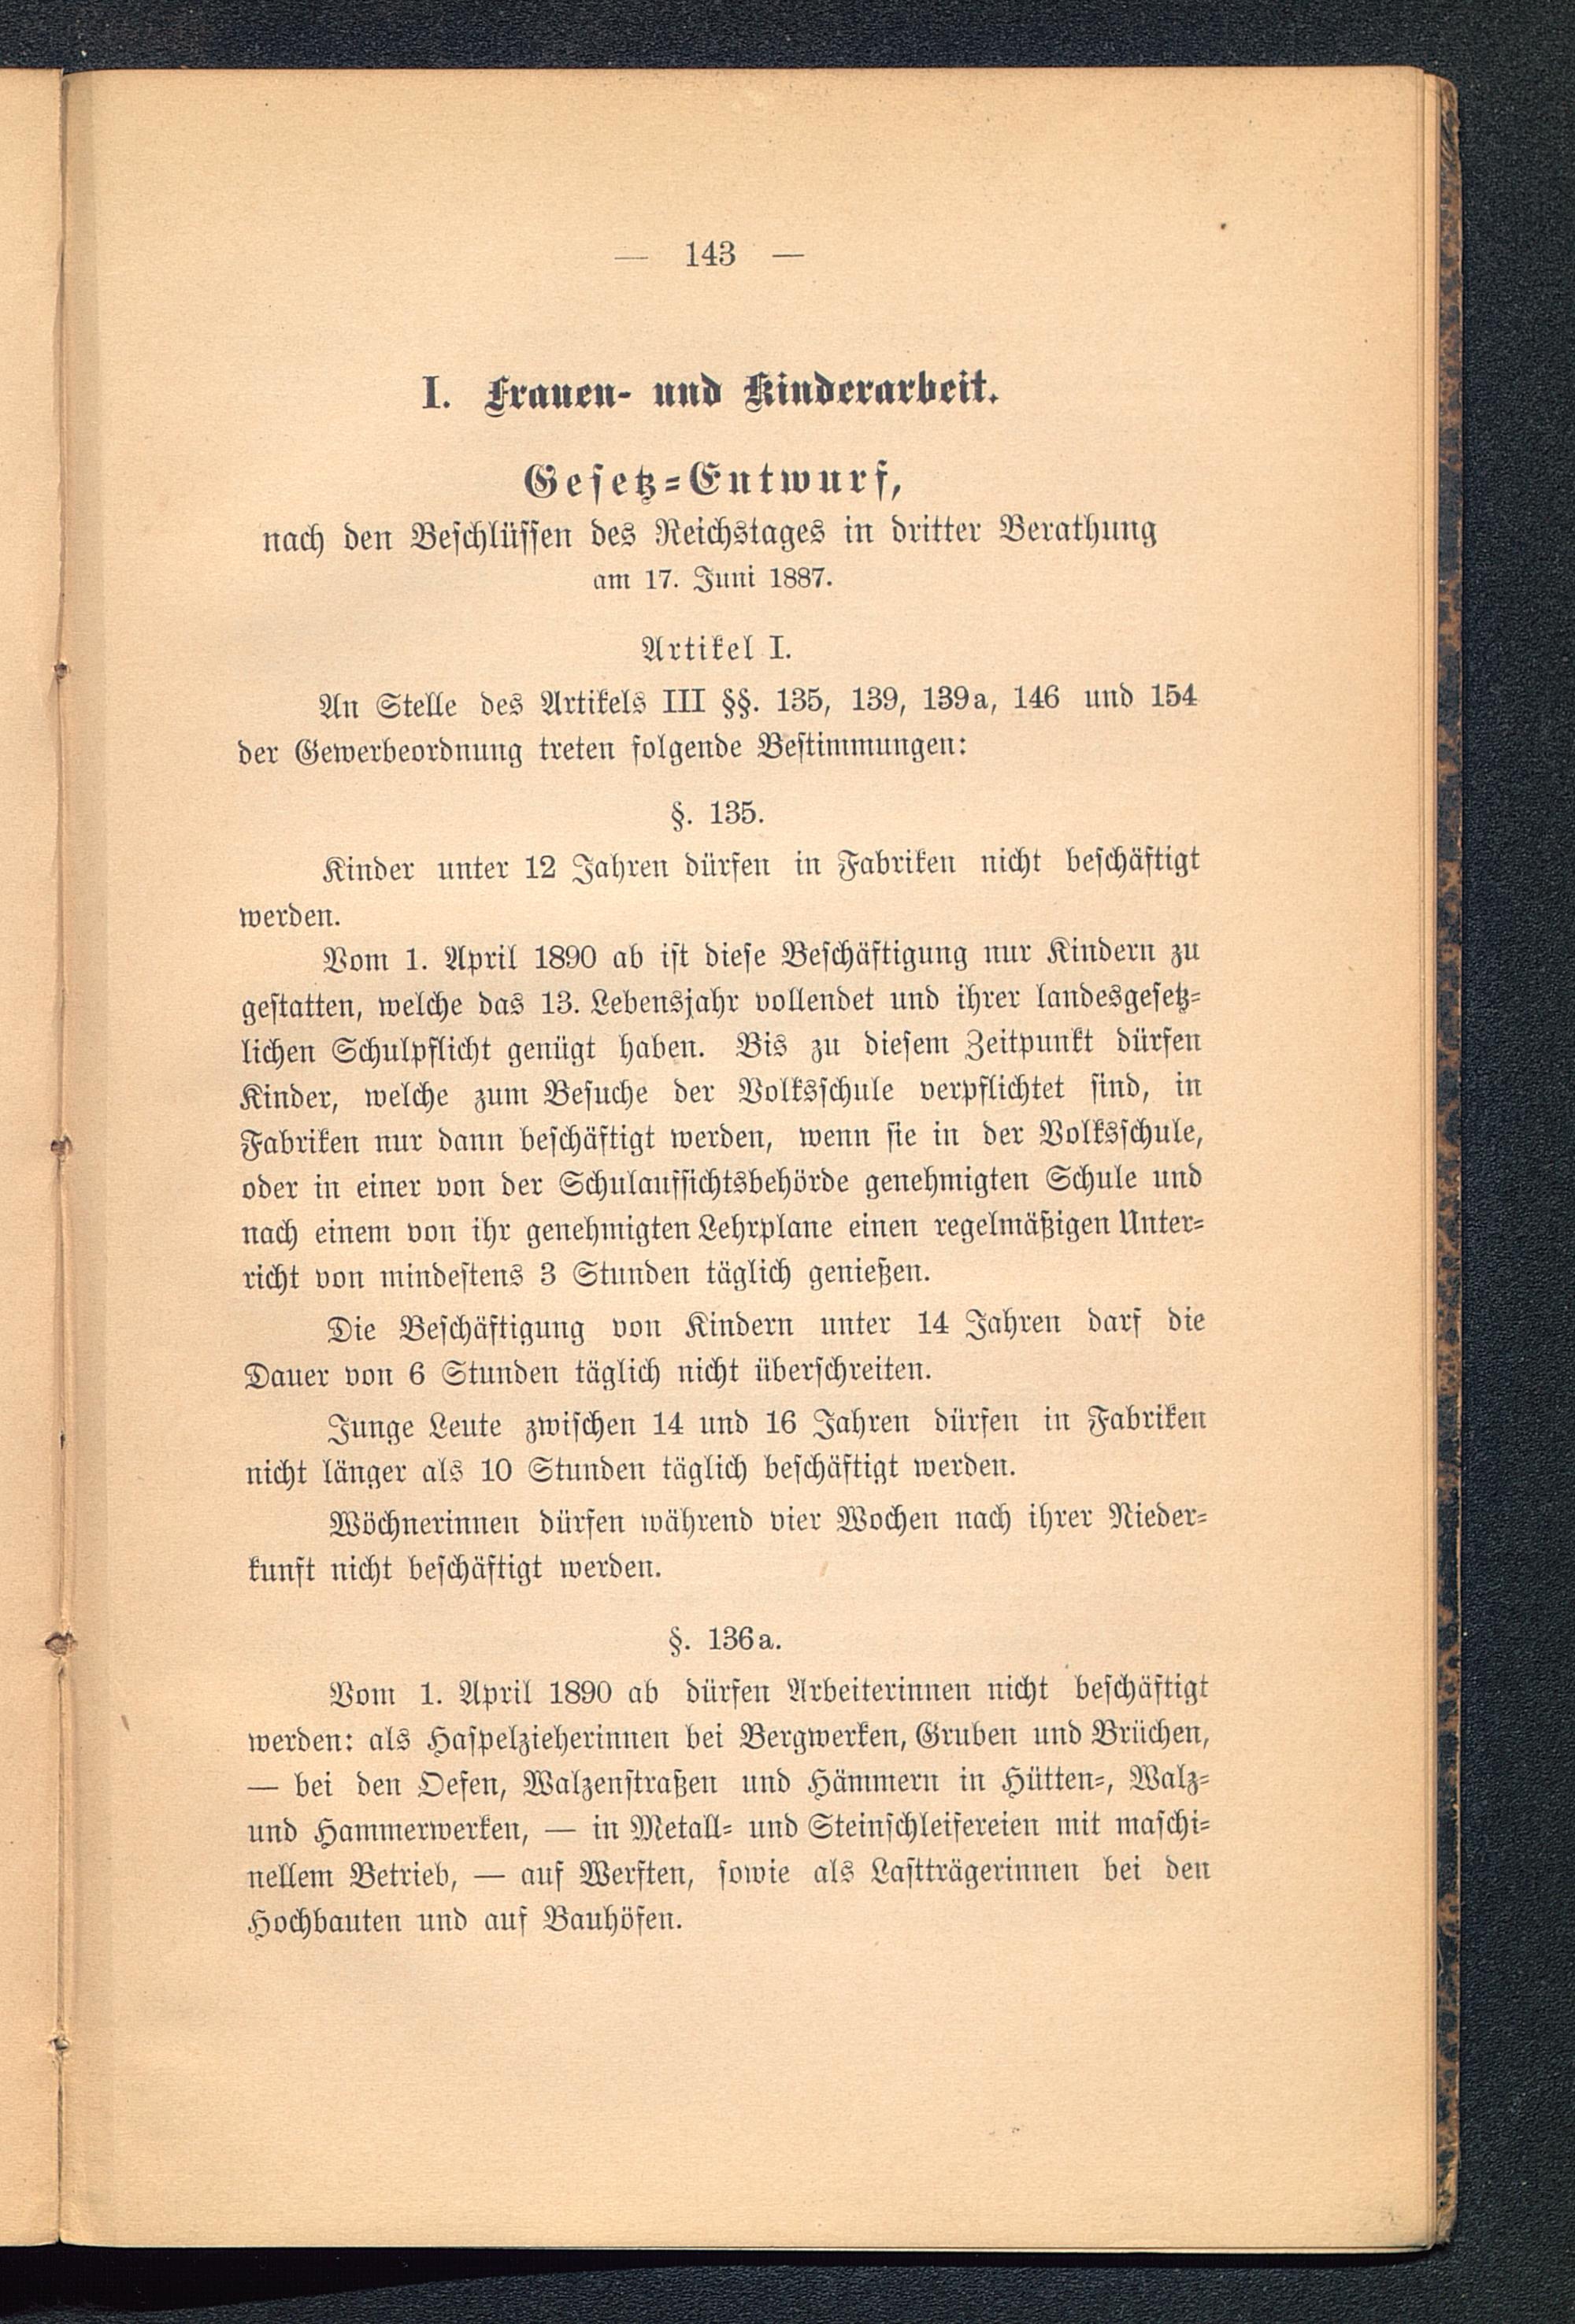 — 143 —
I. Frauen- und Kinderarbeit.
Gesetz-Entwurf,
nach den Beschlüssen des Reichstages in dritter Berathung
am 17. Juni 1887.
Artikel I.
An Stelle des Artikels III §§. 135, 139, 139a, 146 und 154
der Gewerbeordnung treten folgende Bestimmungen:
§. 135.
Kinder unter 12 Jahren dürfen in Fabriken nicht beschäftigt
werden.
Vom 1. April 1890 ab ist diese Beschäftigung nur Kindern zu
gestatten, welche das 13. Lebensjahr vollendet und ihrer landesgesetz-
lichen Schulpflicht genügt haben. Bis zu diesem Zeitpunkt dürfen
Kinder, welche zum Besuche der Volksschule verpflichtet sind, in
Fabriken nur dann beschäftigt werden, wenn sie in der Volksschule,
oder in einer von der Schulaufsichtsbehörde genehmigten Schule und
nach einem von ihr genehmigten Lehrplane einen regelmäßigen Unter-
richt von mindestens 3 Stunden täglich genießen.
Die Beschäftigung von Kindern unter 14 Jahren darf die
Dauer von 6 Stunden täglich nicht überschreiten.
Junge Leute zwischen 14 und 16 Jahren dürfen in Fabriken
nicht länger als 10 Stunden täglich beschäftigt werden.
Wöchnerinnen dürfen während vier Wochen nach ihrer Nieder-
kunft nicht beschäftigt werden.
§. 136a.
Vom 1. April 1890 ab dürfen Arbeiterinnen nicht beschäftigt
werden: als Haspelzieherinnen bei Bergwerken, Gruben und Brüchen,
— bei den Oefen, Walzenstraßen und Hämmern in Hütten-, Walz-
und Hammerwerken, — in Metall- und Steinschleifereien mit maschi-
nellem Betrieb, — auf Werften, sowie als Lastträgerinnen bei den
Hochbauten und auf Bauhöfen.